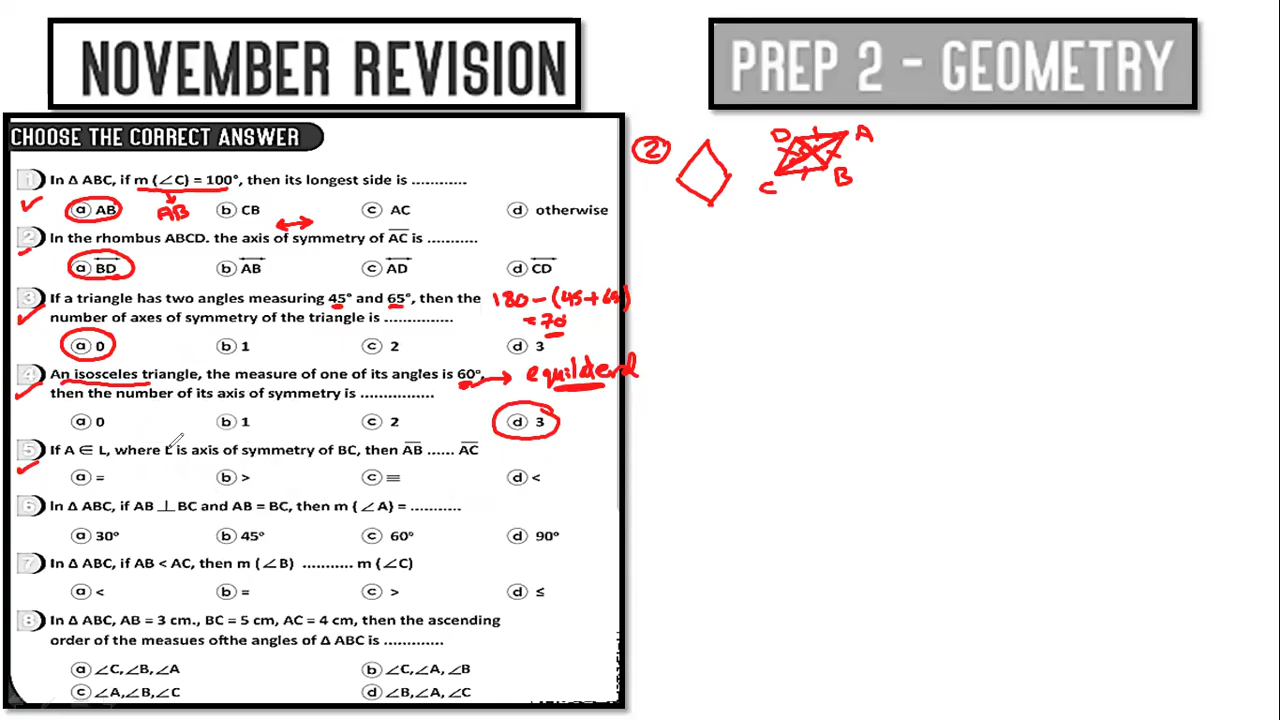 NOVEMBER REVISION
PREP 2 - GEOMETRY
CHOOSE THE CORRECT ANSWER
1 In Δ ABC, if m (∠C) = 100°, then its longest side is ............
AB
a AB b CB c AC d otherwise
2 In the rhombus ABCD. the axis of symmetry of A̅C̅ is ...........
a BD b AB c AD d CD
3 If a triangle has two angles measuring 45° and 65°, then the
number of axes of symmetry of the triangle is ...............
180 - (45+65)
= 70
a 0 b 1 c 2 d 3
4 An isosceles triangle, the measure of one of its angles is 60°,
then the number of its axis of symmetry is ................
→ equilateral
a 0 b 1 c 2 d 3
5 If A ∈ L, where L is axis of symmetry of BC, then A̅B̅ ...... A̅C̅
a = b > c ≡ d <
6 In Δ ABC, if AB ⊥ BC and AB = BC, then m (∠A) = ...........
a 30° b 45° c 60° d 90°
7 In Δ ABC, if AB < AC, then m (∠B) ........... m (∠C)
a < b = c > d ≤
8 In Δ ABC, AB = 3 cm., BC = 5 cm, AC = 4 cm, then the ascending
order of the measues ofthe angles of Δ ABC is .............
a ∠C,∠B,∠A b ∠C,∠A, ∠B
c ∠A,∠B,∠C d ∠B,∠A, ∠C
2
D A
C B